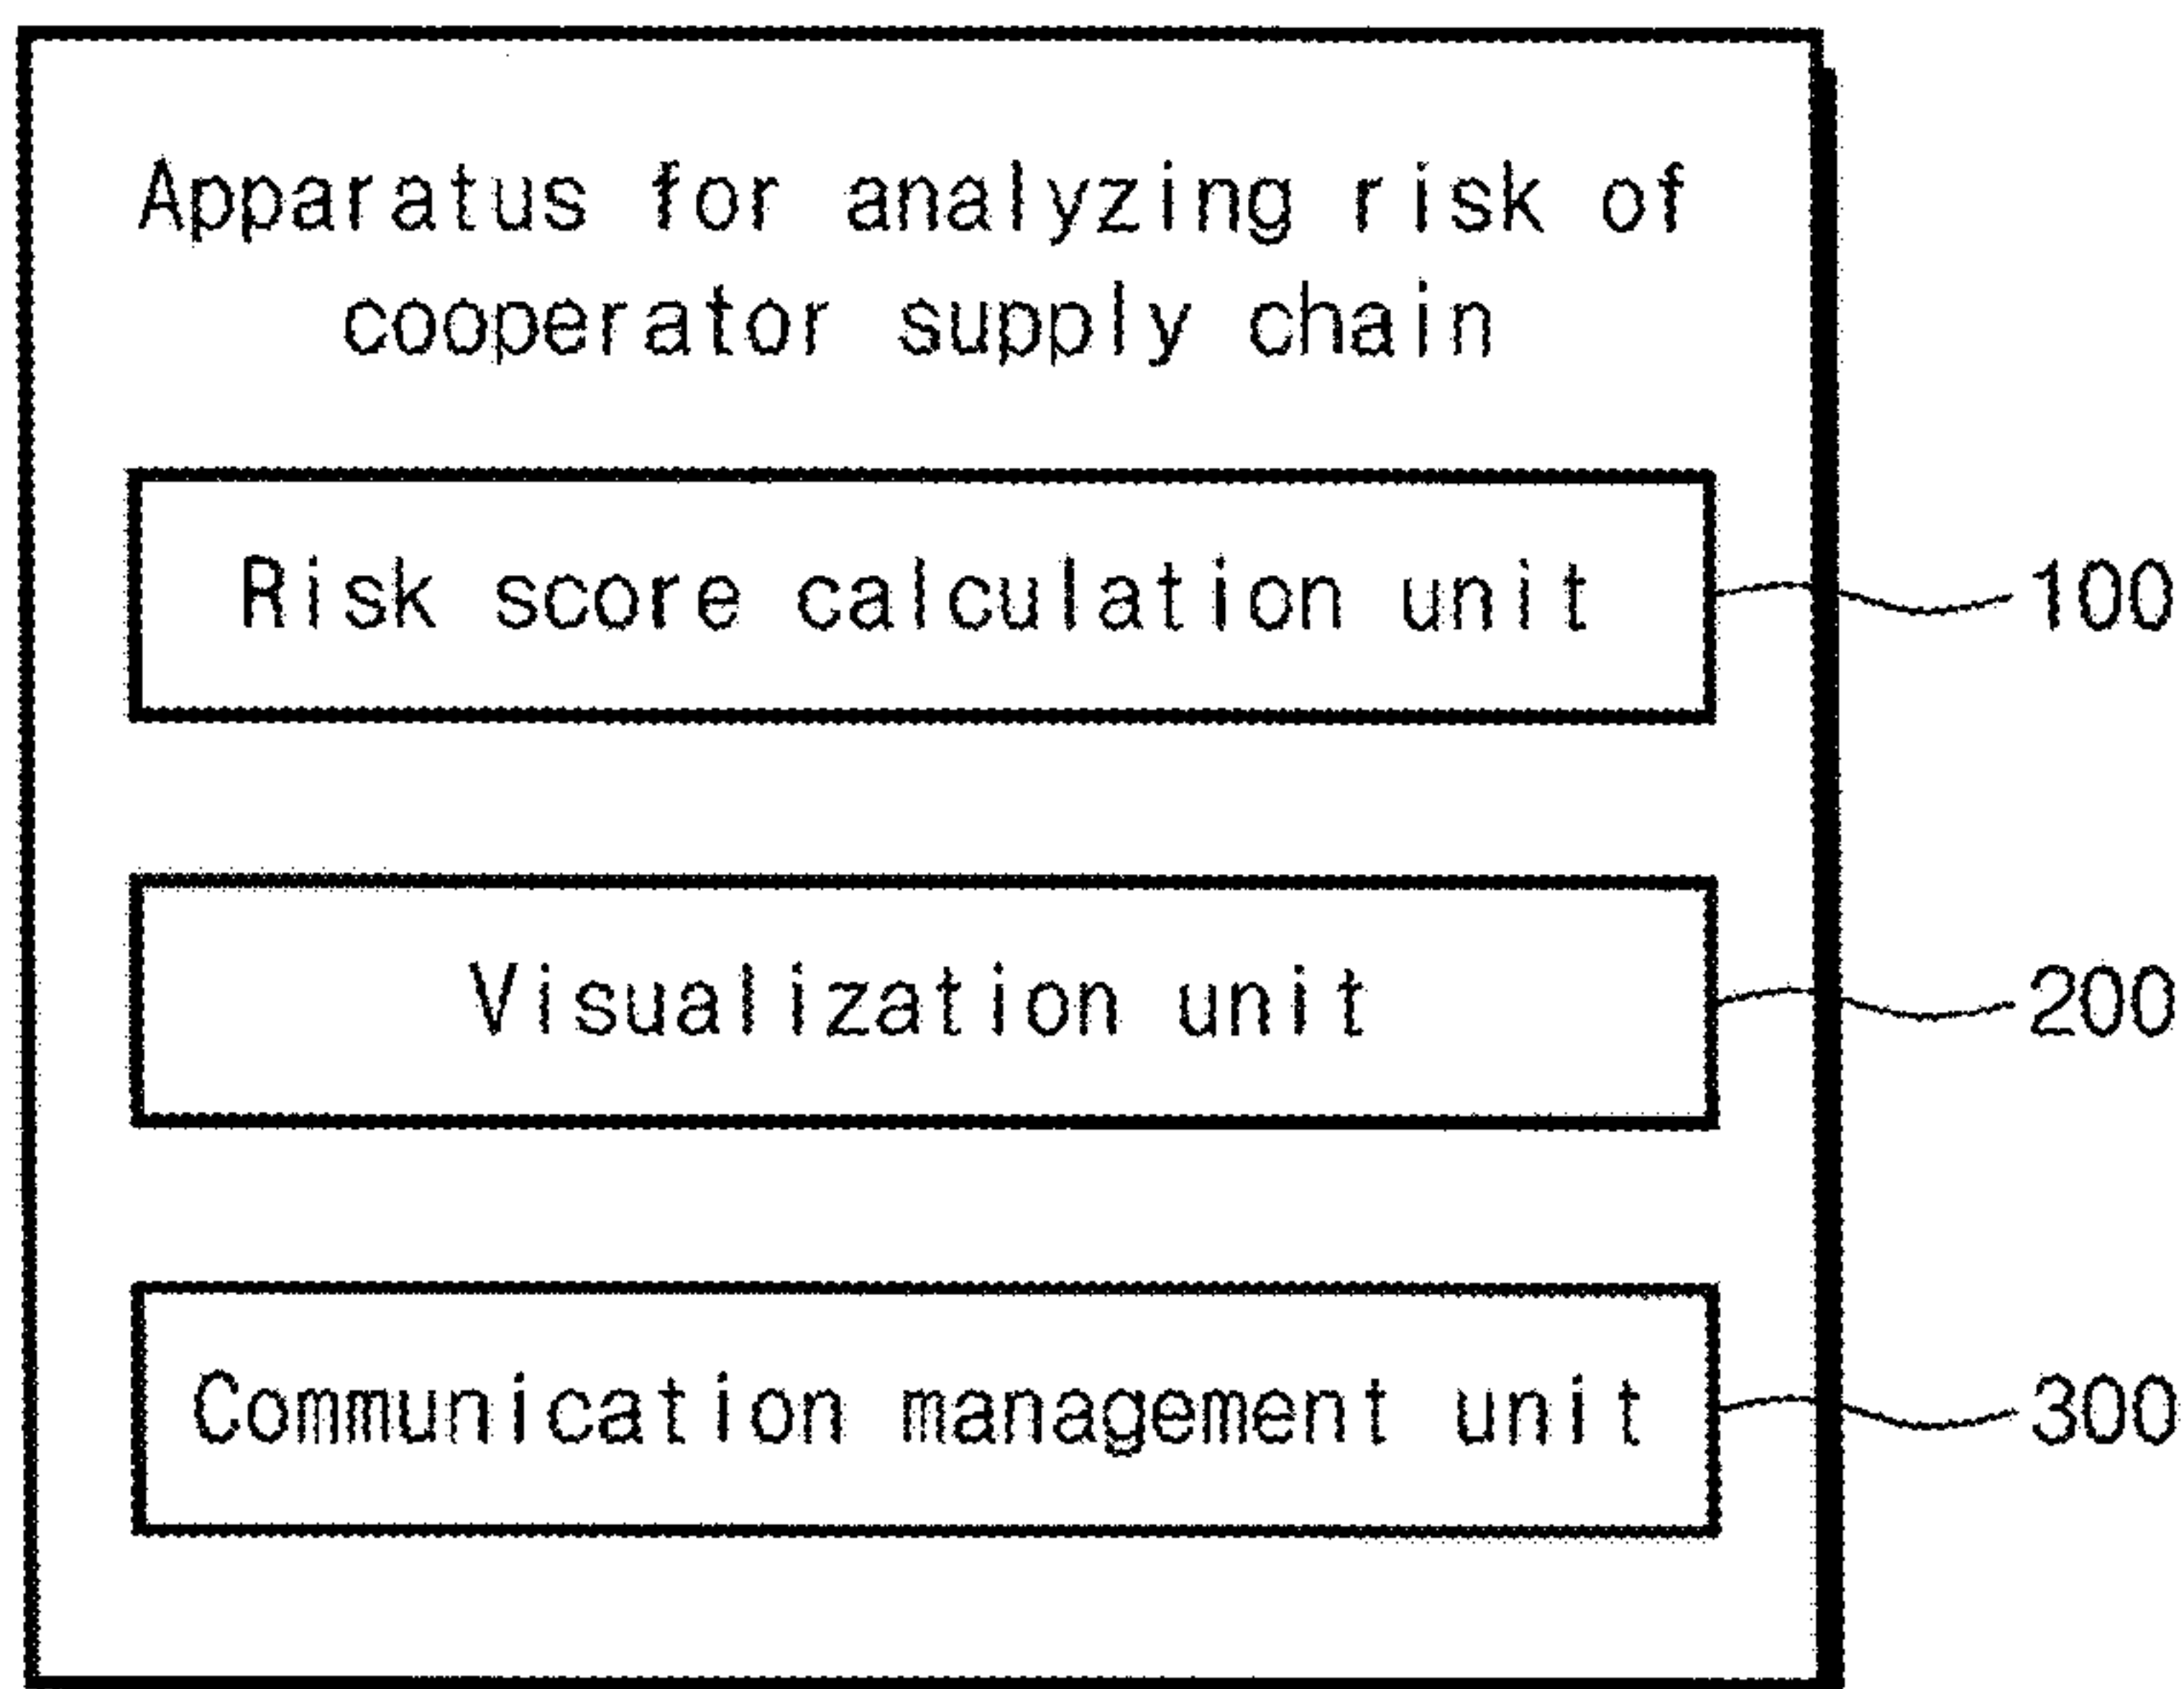 Apparatus for analyzing risk of
cooperator supply chain
Risk score calculation unit
100
Visualization unit
200
Communication management unit
300